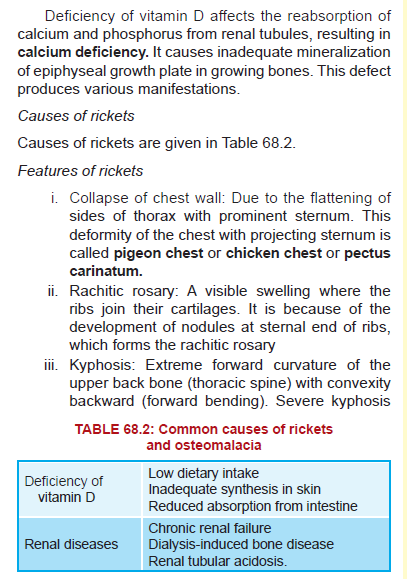 Deficiency of vitamin D affects the reabsorption of
calcium and phosphorus from renal tubules, resulting in
calcium deficiency. It causes inadequate mineralization
of epiphyseal growth plate in growing bones. This defect
produces various manifestations.
Causes of rickets
Causes of rickets are given in Table 68.2.
Features of rickets
i. Collapse of chest wall: Due to the flattening of
sides of thorax with prominent sternum. This
deformity of the chest with projecting sternum is
called pigeon chest or chicken chest or pectus
carinatum.
ii. Rachitic rosary: A visible swelling where the
ribs join their cartilages. It is because of the
development of nodules at sternal end of ribs,
which forms the rachitic rosary
iii. Kyphosis: Extreme forward curvature of the
upper back bone (thoracic spine) with convexity
backward (forward bending). Severe kyphosis
TABLE 68.2: Common causes of rickets
and osteomalacia
Deficiency of
vitamin D
Low dietary intake
Inadequate synthesis in skin
Reduced absorption from intestine
Renal diseases
Chronic renal failure
Dialysis-induced bone disease
Renal tubular acidosis.